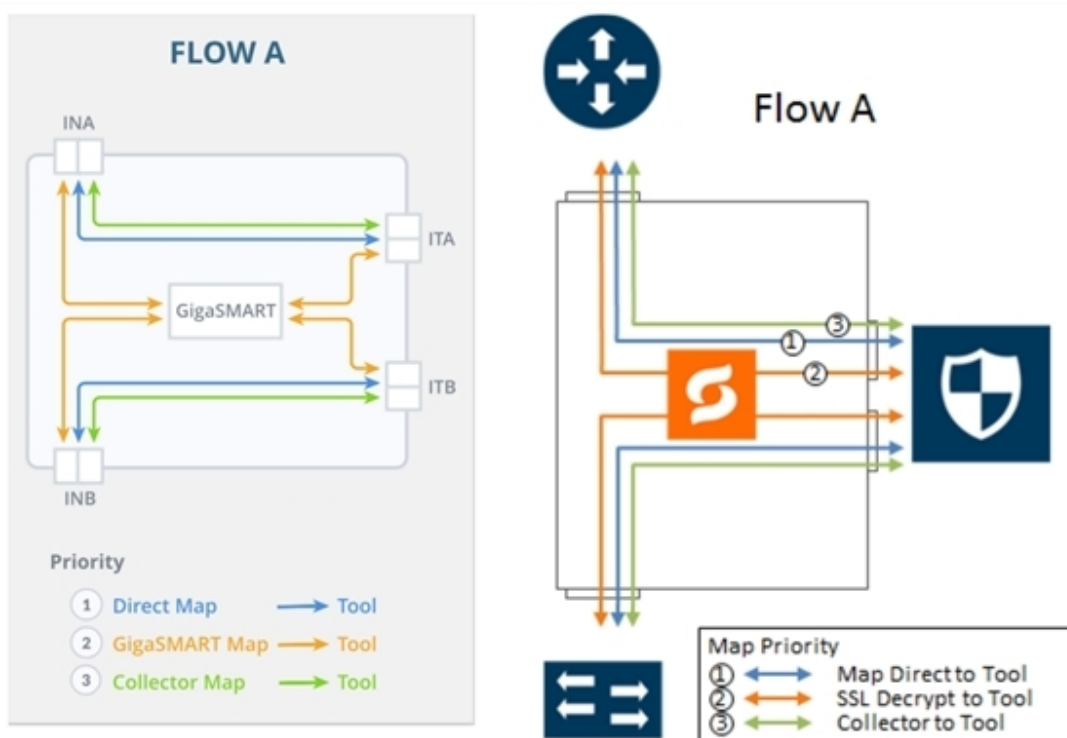 FLOW A
INA
ITA
GigaSMART
ITB
INB
Priority
1 Direct Map Tool
2 GigaSMART Map Tool
3 Collector Map Tool
Flow A
3
1
2
Map Priority
1 Map Direct to Tool
2 SSL Decrypt to Tool
3 Collector to Tool